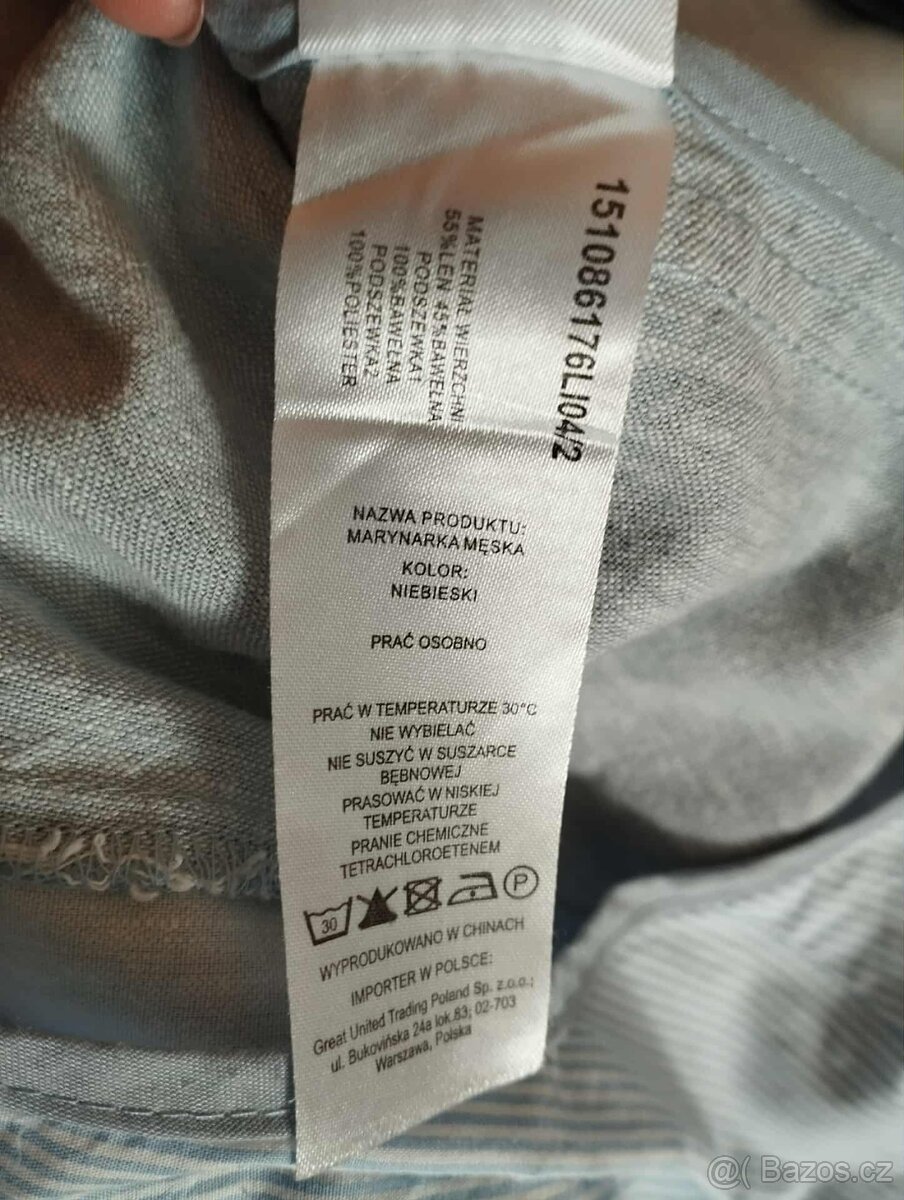 151086176LI04/2
MATERIAŁ WIERZCHNI
55%LEN 45%BAWEŁNA
PODSZEWKA1
100%BAWEŁNA
PODSZEWKA2
100%POLIESTER
NAZWA PRODUKTU:
MARYNARKA MĘSKA
KOLOR:
NIEBIESKI
PRAĆ OSOBNO
PRAĆ W TEMPERATURZE 30°C
NIE WYBIELAĆ
NIE SUSZYĆ W SUSZARCE
BĘBNOWEJ
PRASOWAĆ W NISKIEJ
TEMPERATURZE
PRANIE CHEMICZNE
TETRACHLOROETENEM
30 P
WYPRODUKOWANO W CHINACH
IMPORTER W POLSCE:
Great United Trading Poland Sp. z.o.o.;
ul. Bukovińska 24a lok.83; 02-703
Warszawa, Polska
@( Bazos.cz